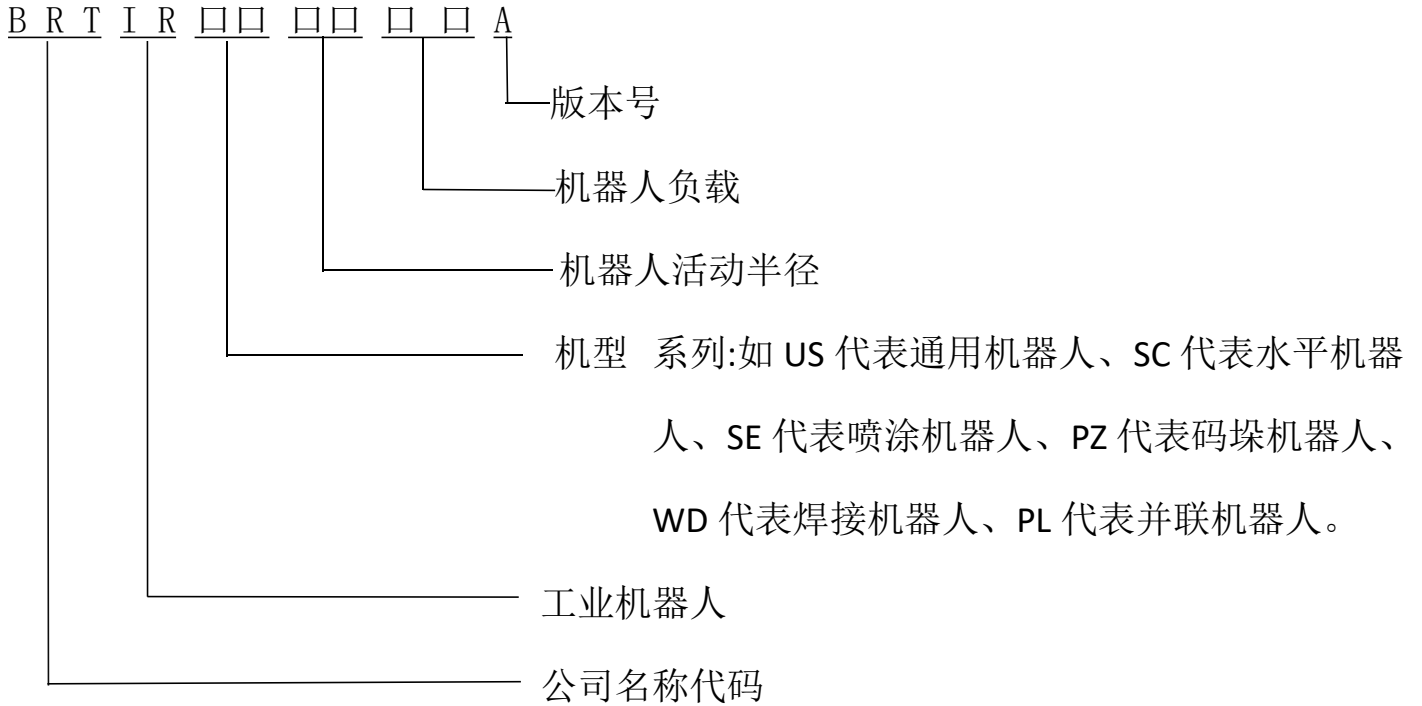 B R T I R 口口 口口 口 口 A
版本号
机器人负载
机器人活动半径
机型 系列:如 US 代表通用机器人、SC 代表水平机器
人、SE 代表喷涂机器人、PZ 代表码垛机器人、
WD 代表焊接机器人、PL 代表并联机器人。
工业机器人
公司名称代码